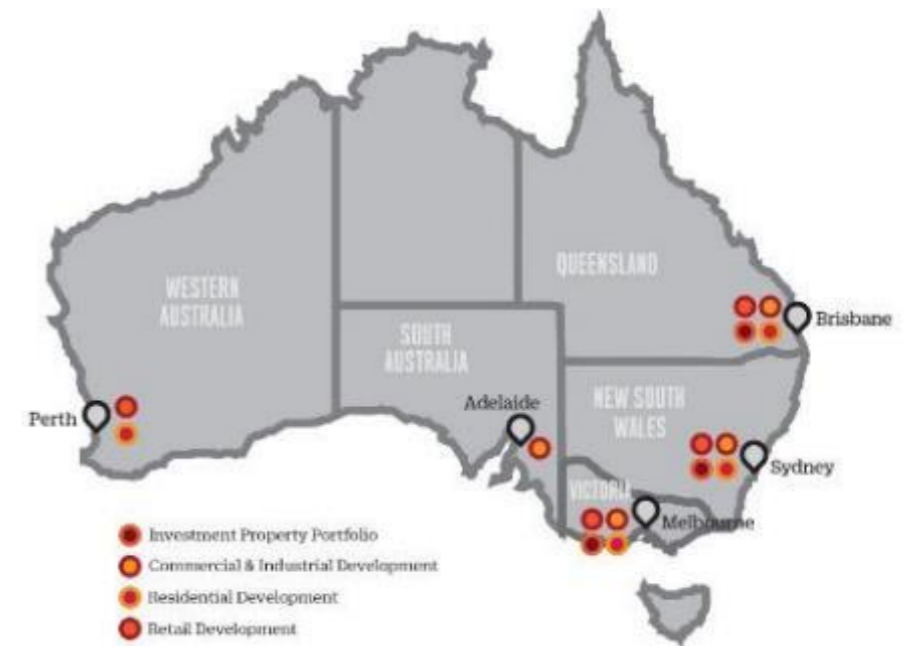 QUEENSLAND
WESTERN
AUSTRALIA
Brisbane
SOUTH
AUSTRALIA
NEW SOUTH
WALES
Adelaide
Perth
Sydney
VICTORIA
Melbourne
Investment Property Portfolio
Commercial & Industrial Development
Residential Development
Retail Development